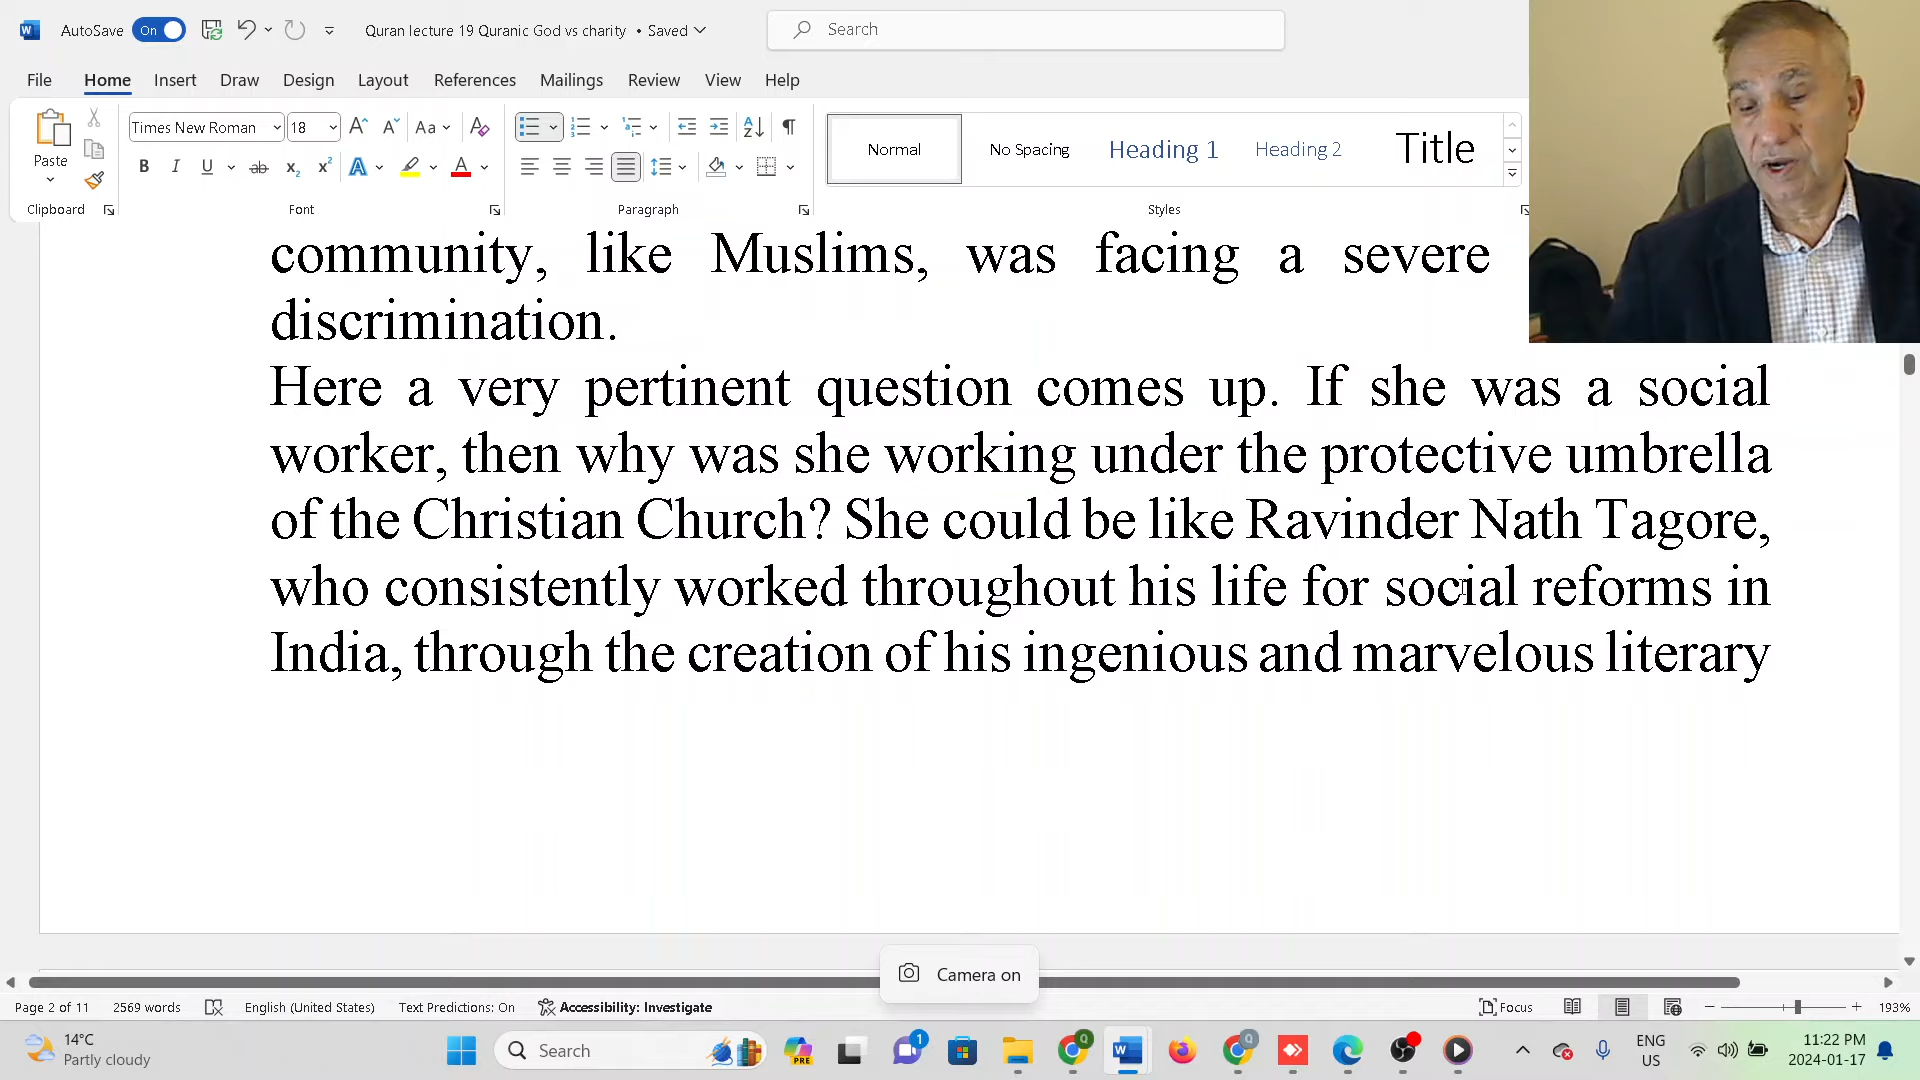 AutoSave On Quran lecture 19 Quranic God vs charity • Saved Search
File Home Insert Draw Design Layout References Mailings Review View Help
Times New Roman 18 Aa
Paste Normal No Spacing Heading 1 Heading 2 Title
Clipboard Font Paragraph Styles
community, like Muslims, was facing a severe
discrimination.
Here a very pertinent question comes up. If she was a social
worker, then why was she working under the protective umbrella
of the Christian Church? She could be like Ravinder Nath Tagore,
who consistently worked throughout his life for social reforms in
India, through the creation of his ingenious and marvelous literary
Camera on
Page 2 of 11 2569 words English (United States) Text Predictions: On Accessibility: Investigate Focus 193%
14°C
Partly cloudy
Search
PRE
1
ENG
US
11:22 PM
2024-01-17